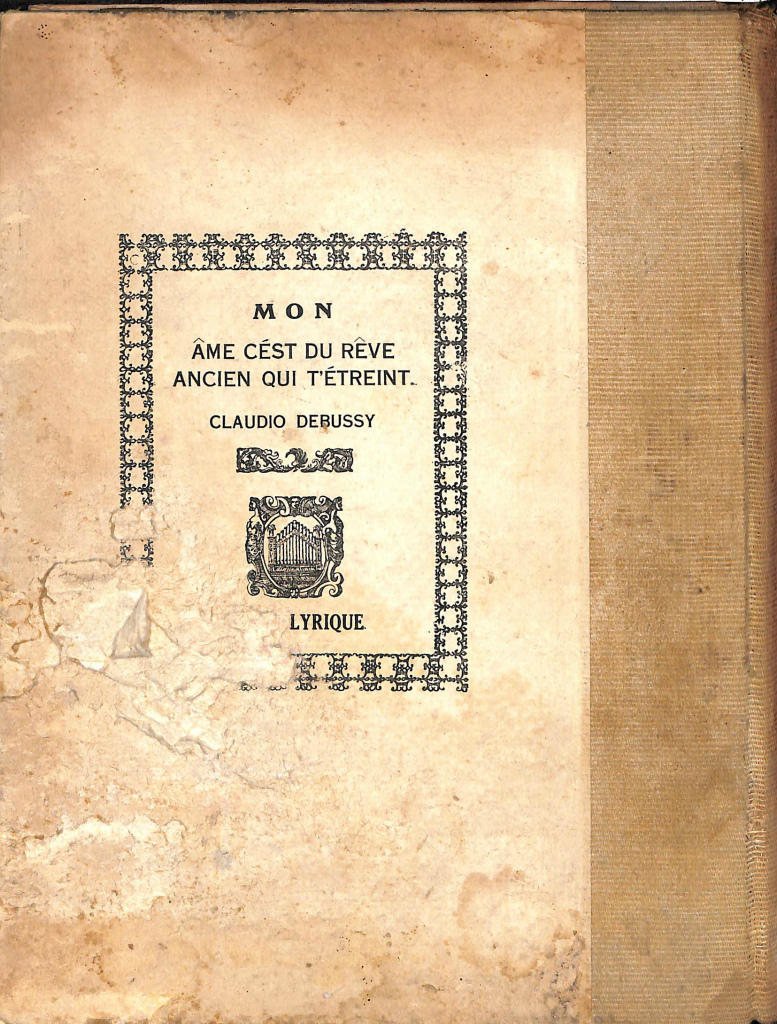 MON
ÂME CÉST DU RÊVE
ANCIEN QUI T'ÉTREINT.
CLAUDIO DEBUSSY
LYRIQUE